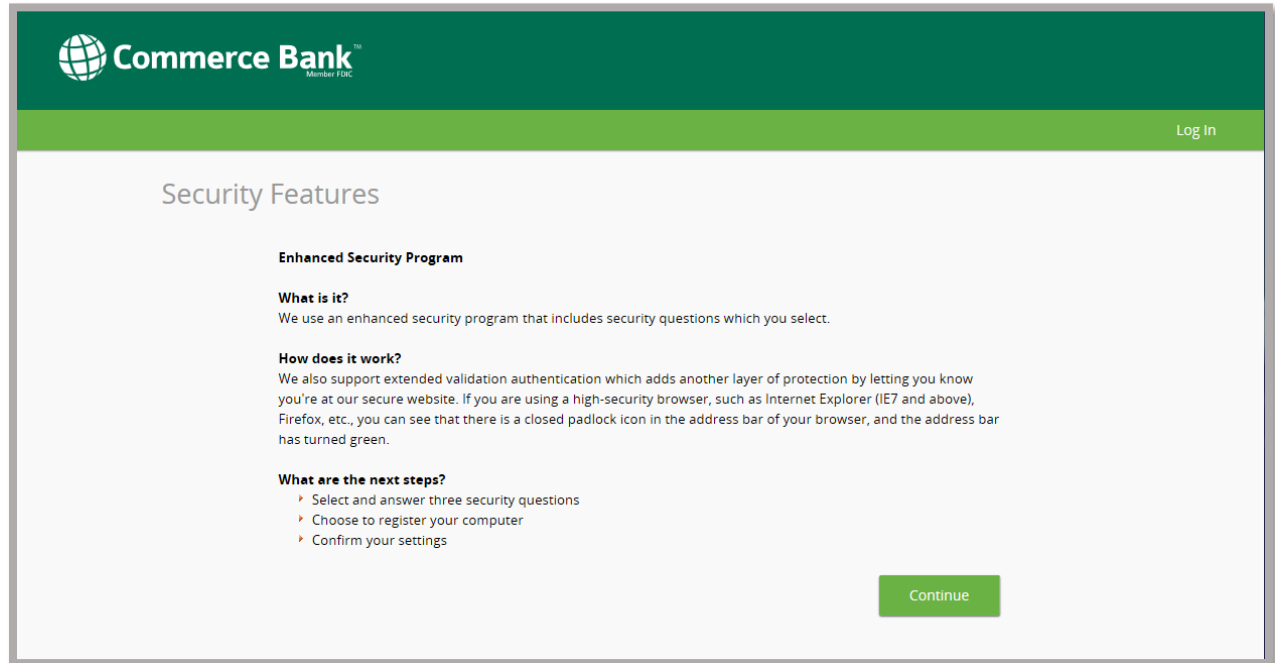 Commerce Bank™
Member FDIC
Log In
Security Features
Enhanced Security Program
What is it?
We use an enhanced security program that includes security questions which you select.
How does it work?
We also support extended validation authentication which adds another layer of protection by letting you know
you're at our secure website. If you are using a high-security browser, such as Internet Explorer (IE7 and above),
Firefox, etc., you can see that there is a closed padlock icon in the address bar of your browser, and the address bar
has turned green.
What are the next steps?
Select and answer three security questions
Choose to register your computer
Confirm your settings
Continue